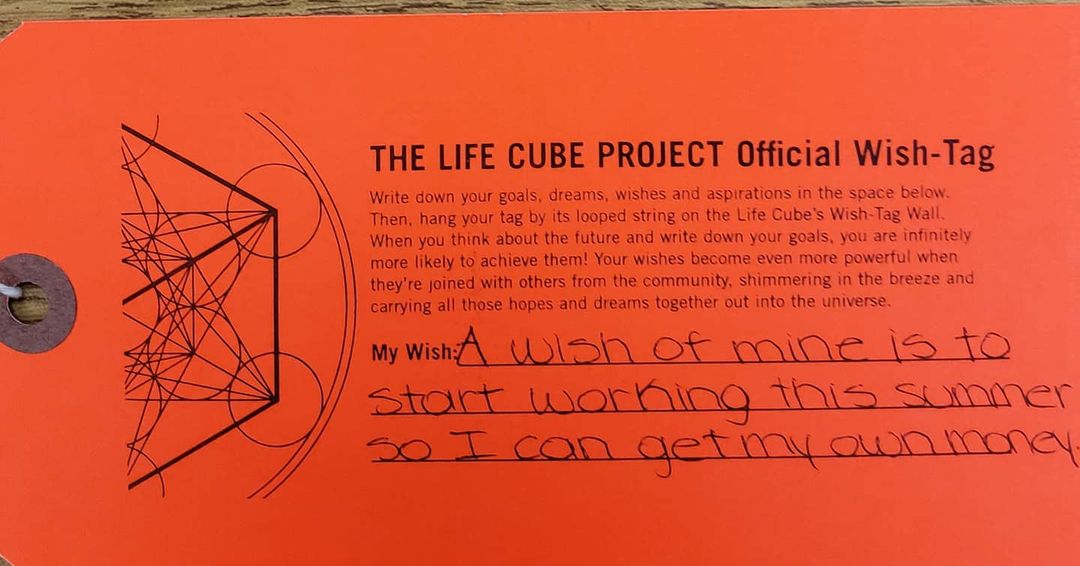 THE LIFE CUBE PROJECT Official Wish-Tag
Write down your goals, dreams, wishes and aspirations in the space below.
Then, hang your tag by its looped string on the Life Cube's Wish-Tag Wall.
When you think about the future and write down your goals, you are infinitely
more likely to achieve them! Your wishes become even more powerful when
they're joined with others from the community, shimmering in the breeze and
carrying all those hopes and dreams together out into the universe.
My Wish: A wish of mine is to
start working this summer
so I can get my own money.